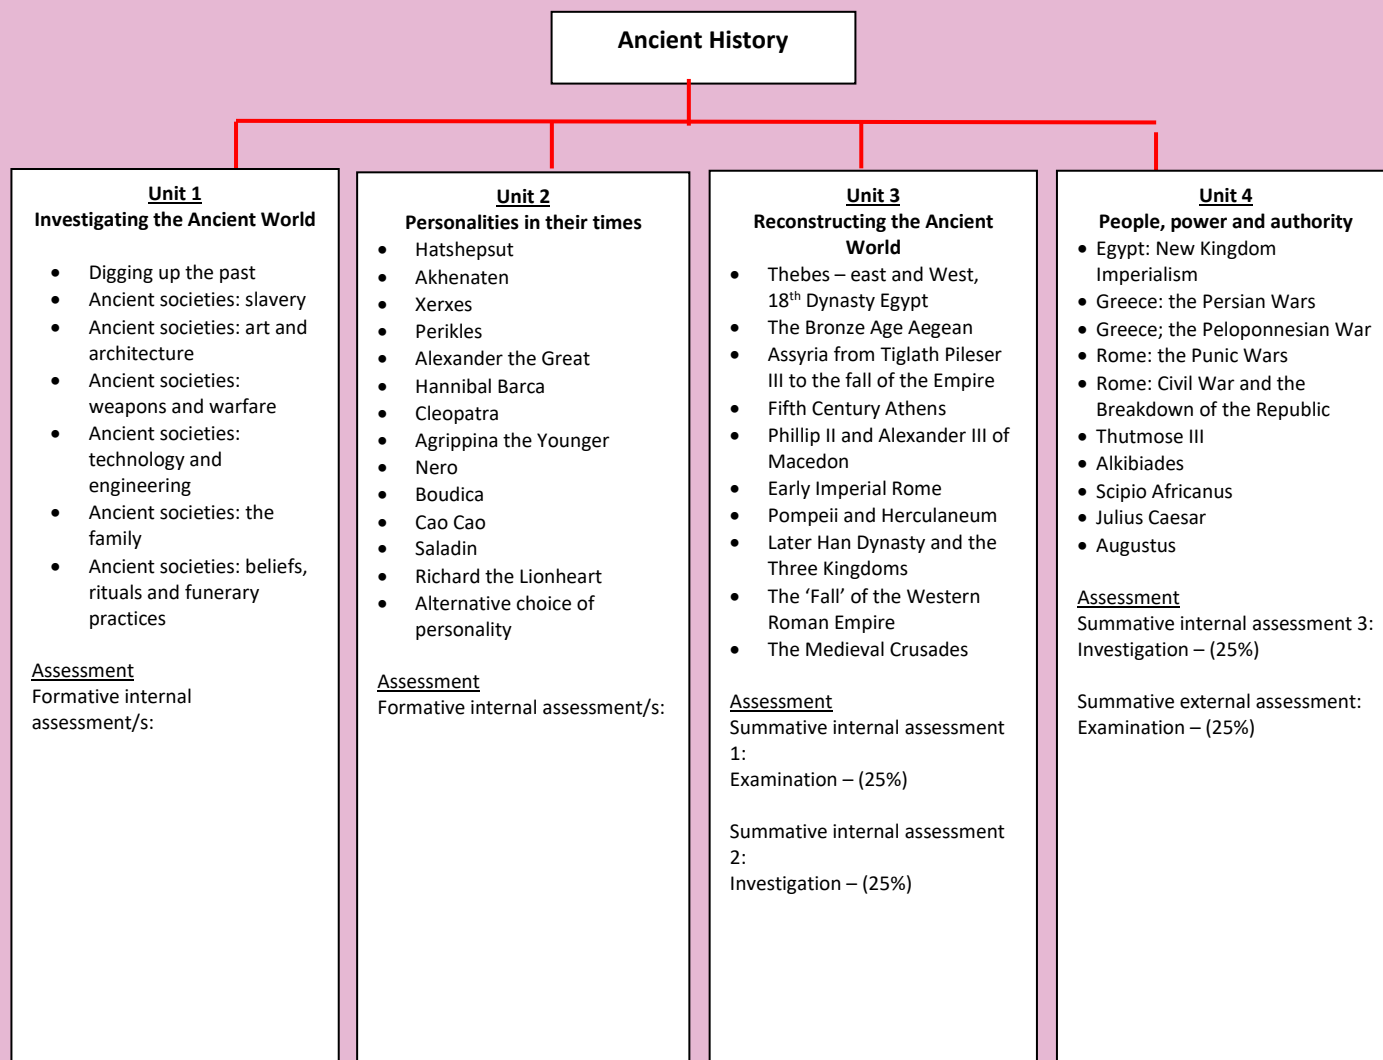 Ancient History
Unit 1
Investigating the Ancient World
• Digging up the past
• Ancient societies: slavery
• Ancient societies: art and
architecture
• Ancient societies:
weapons and warfare
• Ancient societies:
technology and
engineering
• Ancient societies: the
family
• Ancient societies: beliefs,
rituals and funerary
practices
Assessment
Formative internal
assessment/s:
Unit 2
Personalities in their times
• Hatshepsut
• Akhenaten
• Xerxes
• Perikles
• Alexander the Great
• Hannibal Barca
• Cleopatra
• Agrippina the Younger
• Nero
• Boudica
• Cao Cao
• Saladin
• Richard the Lionheart
• Alternative choice of
personality
Assessment
Formative internal assessment/s:
Unit 3
Reconstructing the Ancient
World
• Thebes – east and West,
18th Dynasty Egypt
• The Bronze Age Aegean
• Assyria from Tiglath Pileser
III to the fall of the Empire
• Fifth Century Athens
• Phillip II and Alexander III of
Macedon
• Early Imperial Rome
• Pompeii and Herculaneum
• Later Han Dynasty and the
Three Kingdoms
• The ‘Fall’ of the Western
Roman Empire
• The Medieval Crusades
Assessment
Summative internal assessment
1:
Examination – (25%)
Summative internal assessment
2:
Investigation – (25%)
Unit 4
People, power and authority
• Egypt: New Kingdom
Imperialism
• Greece: the Persian Wars
• Greece; the Peloponnesian War
• Rome: the Punic Wars
• Rome: Civil War and the
Breakdown of the Republic
• Thutmose III
• Alkibiades
• Scipio Africanus
• Julius Caesar
• Augustus
Assessment
Summative internal assessment 3:
Investigation – (25%)
Summative external assessment:
Examination – (25%)